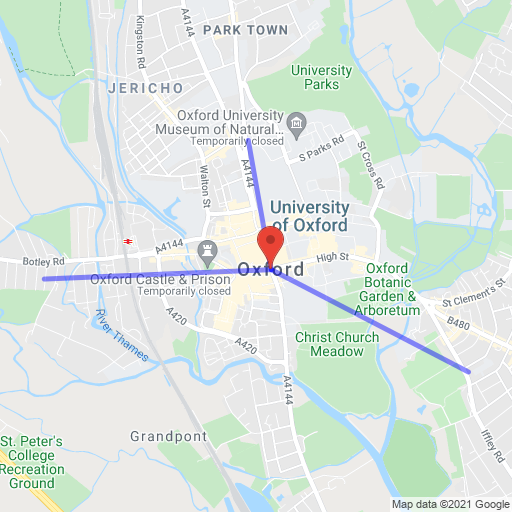 Kingston Rd
A4144
PARK TOWN
JERICHO
University
Parks
Oxford University
Museum of Natural...
Temporarily closed
S Parks Rd
St Cross Rd
Walton St
A4144
University
of Oxford
A4144
Botley Rd
High St
Oxford
Oxford Castle & Prison
Temporarily closed
Oxford
Botanic
Garden &
Arboretum
St Clement's St
B480
River Thames
A420
A420
Christ Church
Meadow
A4144
Iffley Rd
Grandpont
St. Peter's
College
Recreation
Ground
Map data ©2021 Google